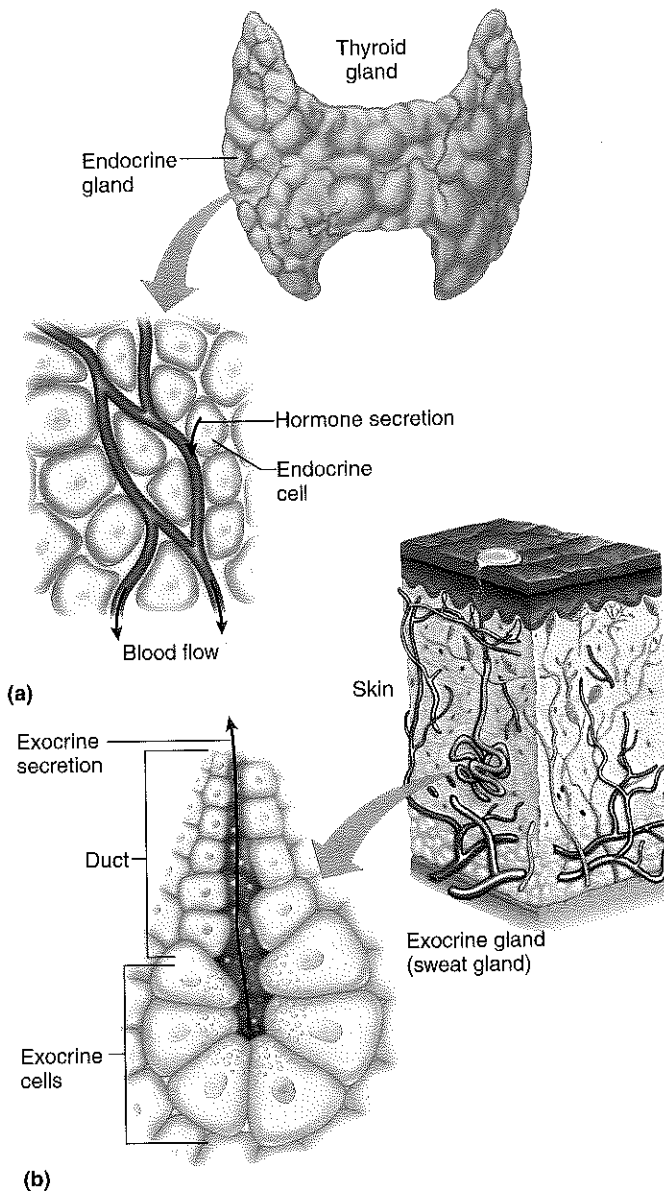 Thyroid
gland
Endocrine
gland
Hormone secretion
Endocrine
cell
Blood flow
(a)
Skin
Exocrine
secretion
Duct
Exocrine gland
(sweat gland)
Exocrine
cells
(b)